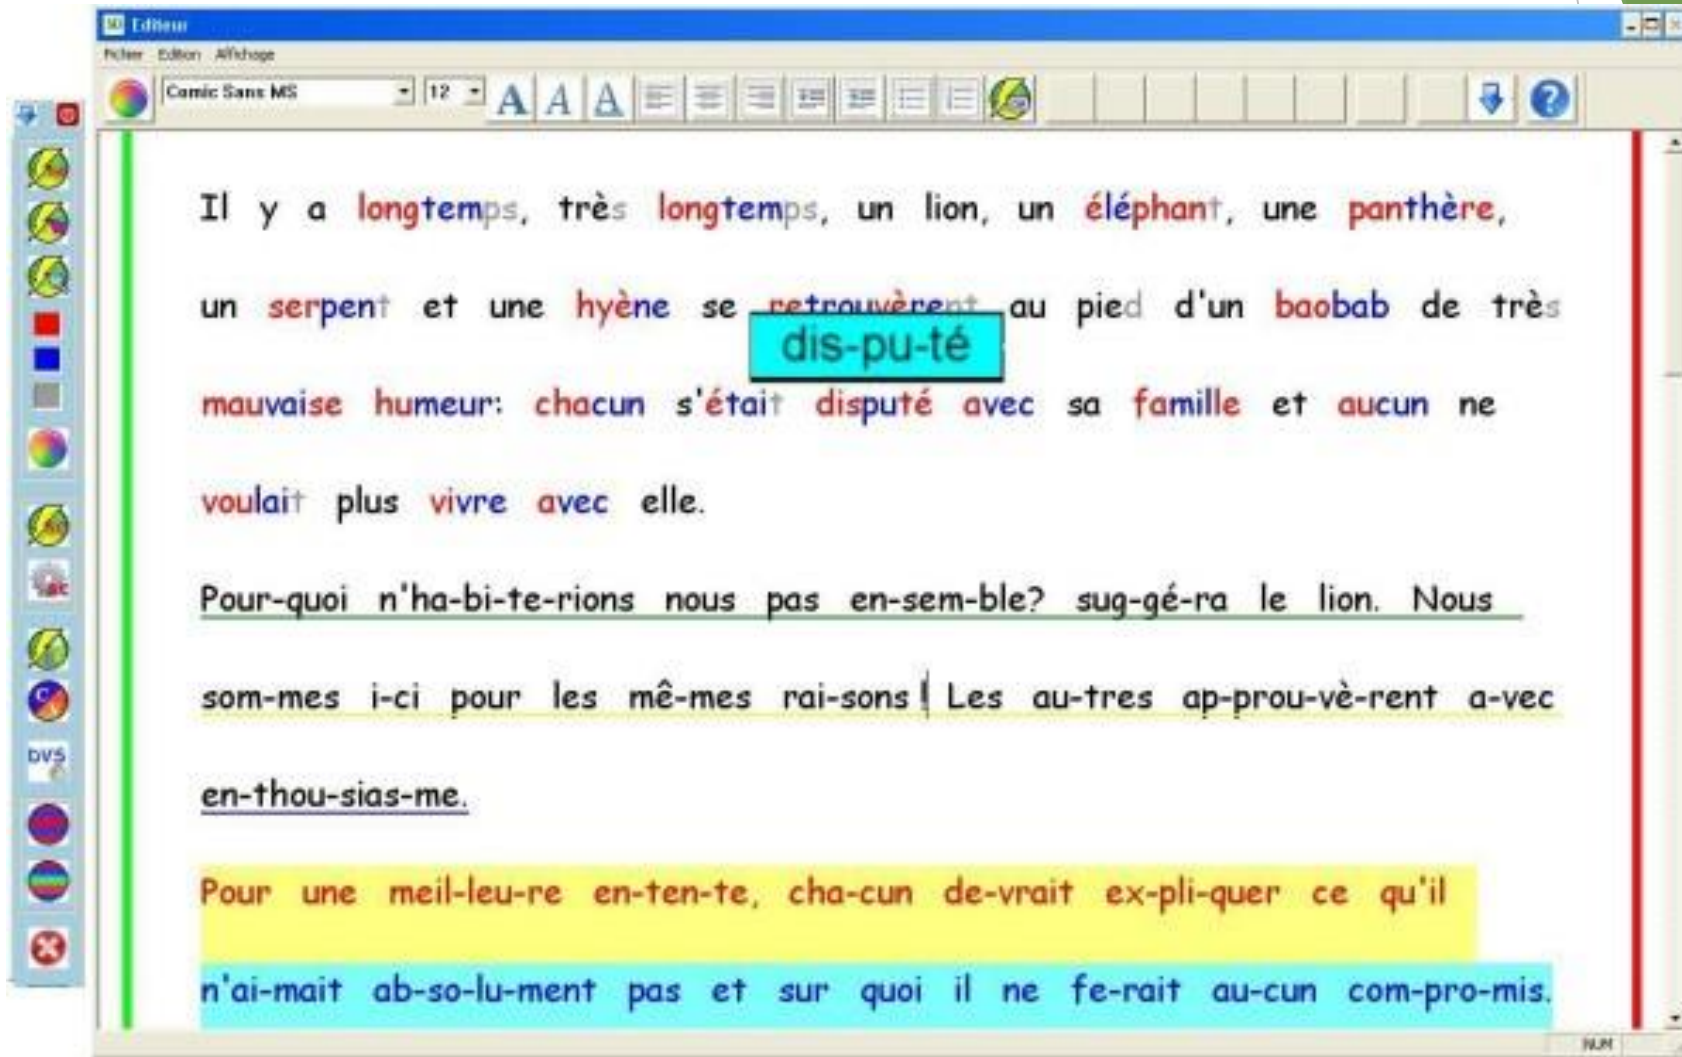 Editeur
Fichier Edition Affichage
Comic Sans MS 12 A A A
Il y a longtemps, très longtemps, un lion, un éléphant, une panthère,
un serpent et une hyène se retrouvèrent au pied d'un baobab de très
dis-pu-té
mauvaise humeur: chacun s'était disputé avec sa famille et aucun ne
voulait plus vivre avec elle.
Pour-quoi n'ha-bi-te-rions nous pas en-sem-ble? sug-gé-ra le lion. Nous
som-mes i-ci pour les mê-mes rai-sons ! Les au-tres ap-prou-vè-rent a-vec
en-thou-sias-me.
Pour une meil-leu-re en-ten-te, cha-cun de-vrait ex-pli-quer ce qu'il
n'ai-mait ab-so-lu-ment pas et sur quoi il ne fe-rait au-cun com-pro-mis.
DVS
NUM